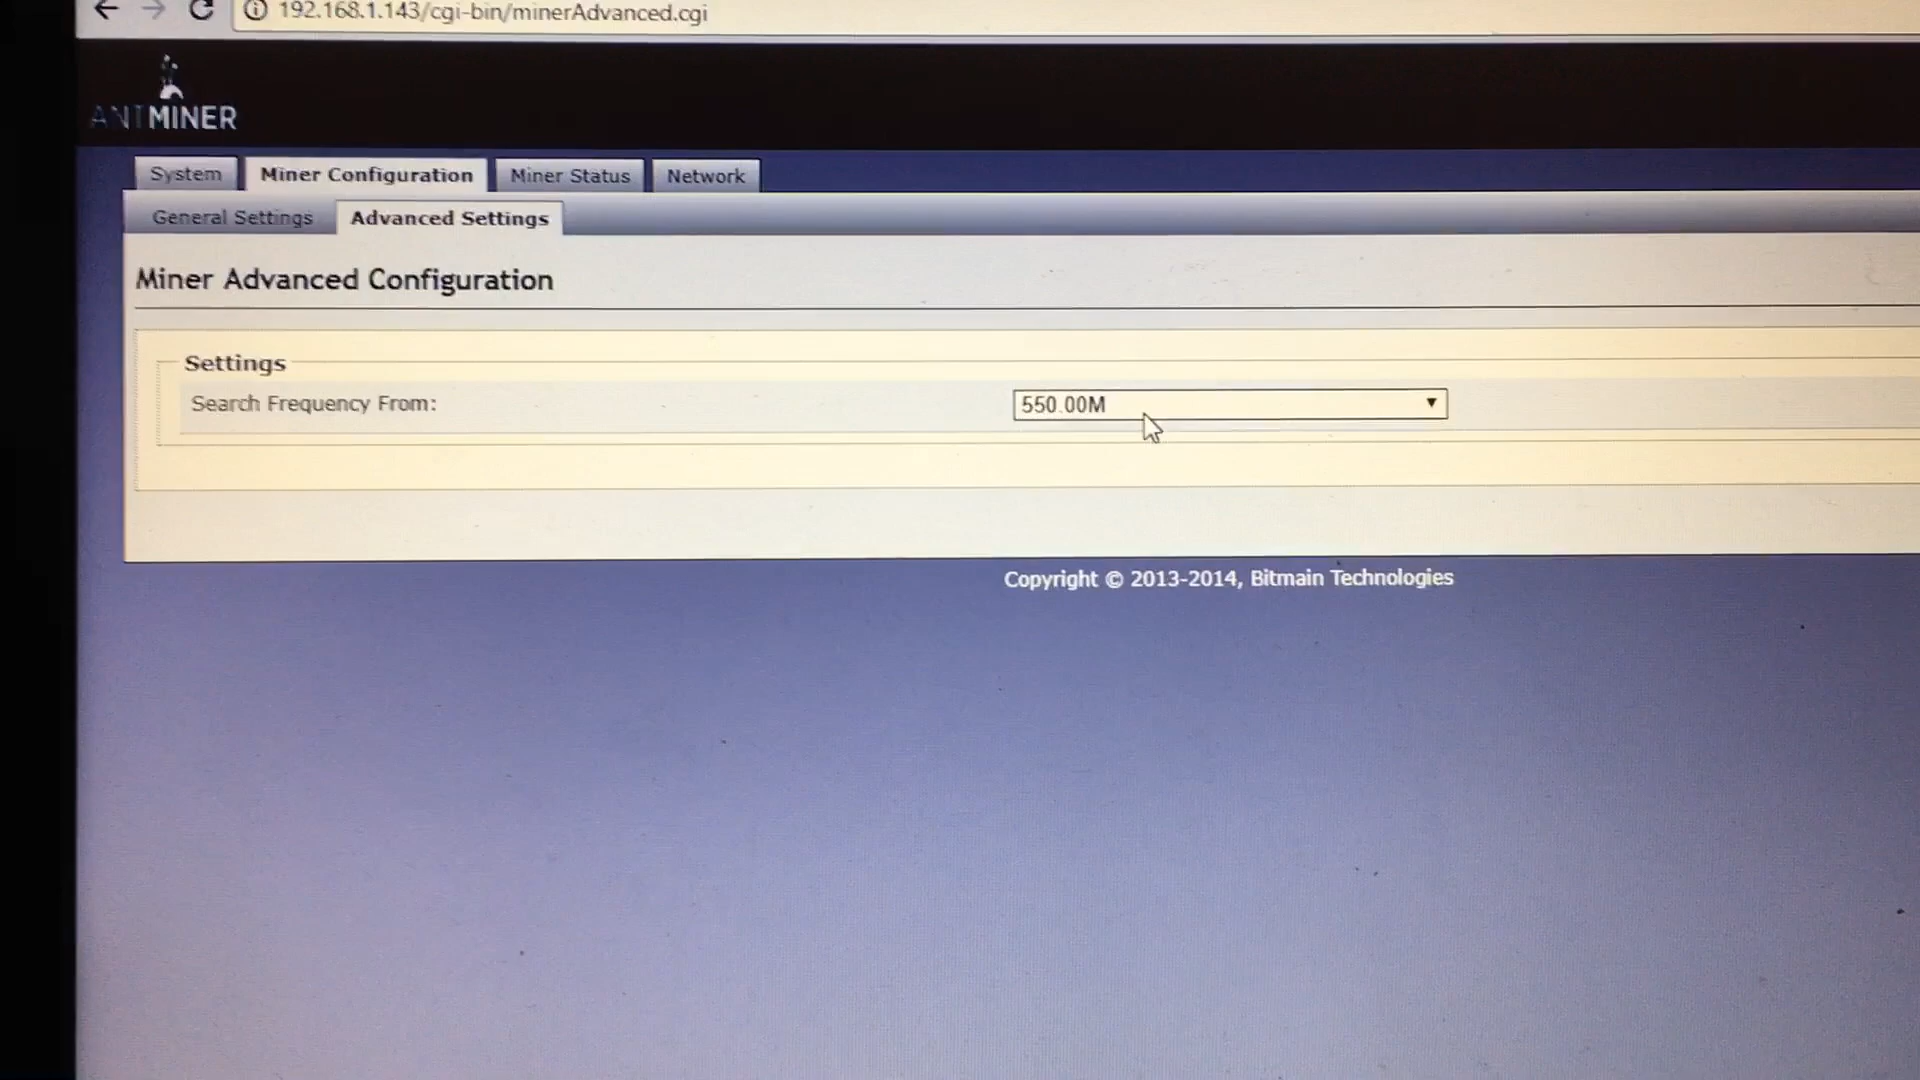 192.168.1.143/cgi-bin/minerAdvanced.cgi
ANTMINER
System Miner Configuration Miner Status Network
General Settings Advanced Settings
Miner Advanced Configuration
Settings
Search Frequency From: 550.00M
Copyright © 2013-2014, Bitmain Technologies